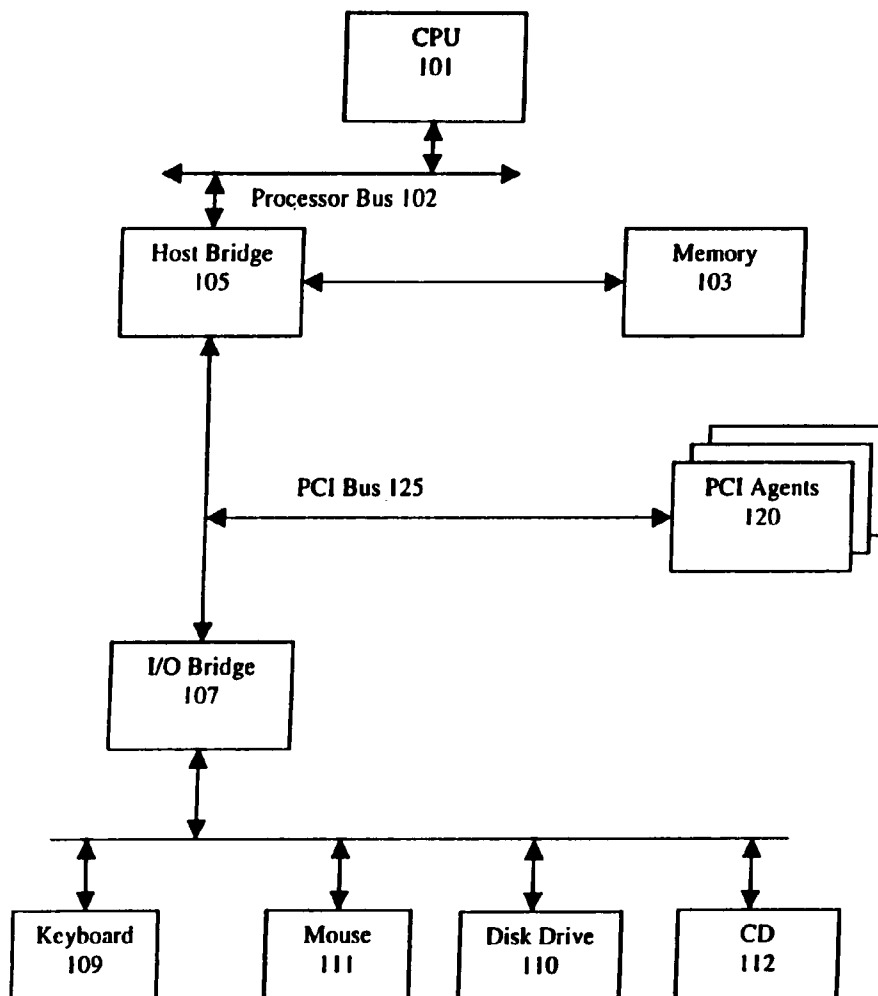 CPU
101
Processor Bus 102
Host Bridge
105
Memory
103
PCI Bus 125
PCI Agents
120
I/O Bridge
107
Keyboard
109
Mouse
111
Disk Drive
110
CD
112